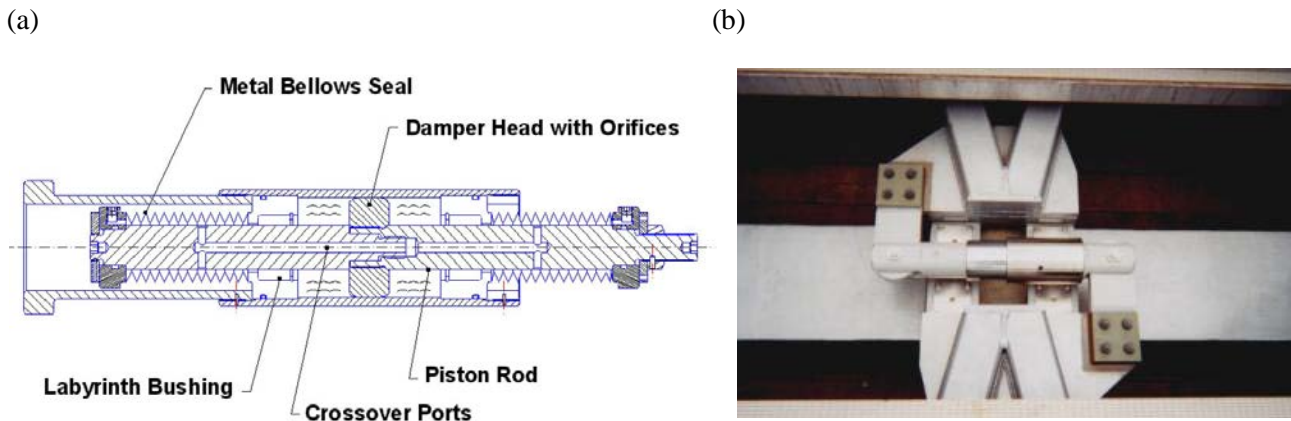 (a)
(b)
Metal Bellows Seal
Damper Head with Orifices
Labyrinth Bushing
Piston Rod
Crossover Ports